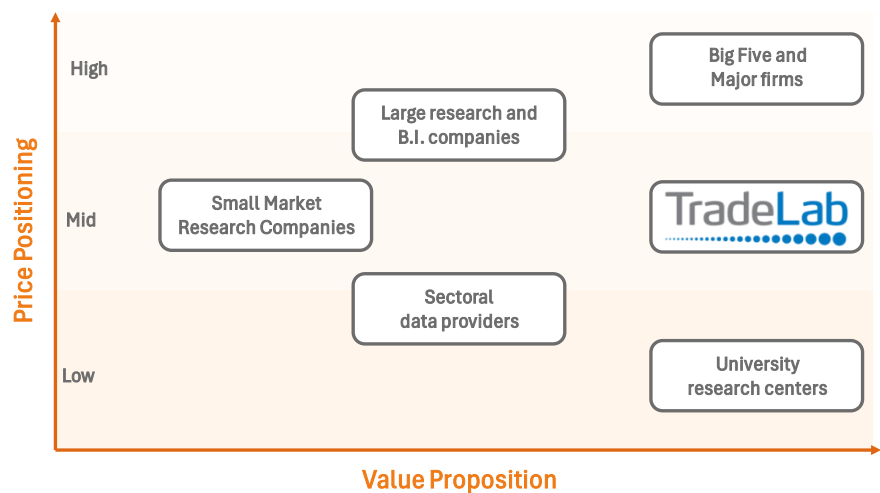 High
Big Five and
Major firms
Large research and
B.I. companies
Price Positioning
Mid
Small Market
Research Companies
TradeLab
Sectoral
data providers
Low
University
research centers
Value Proposition